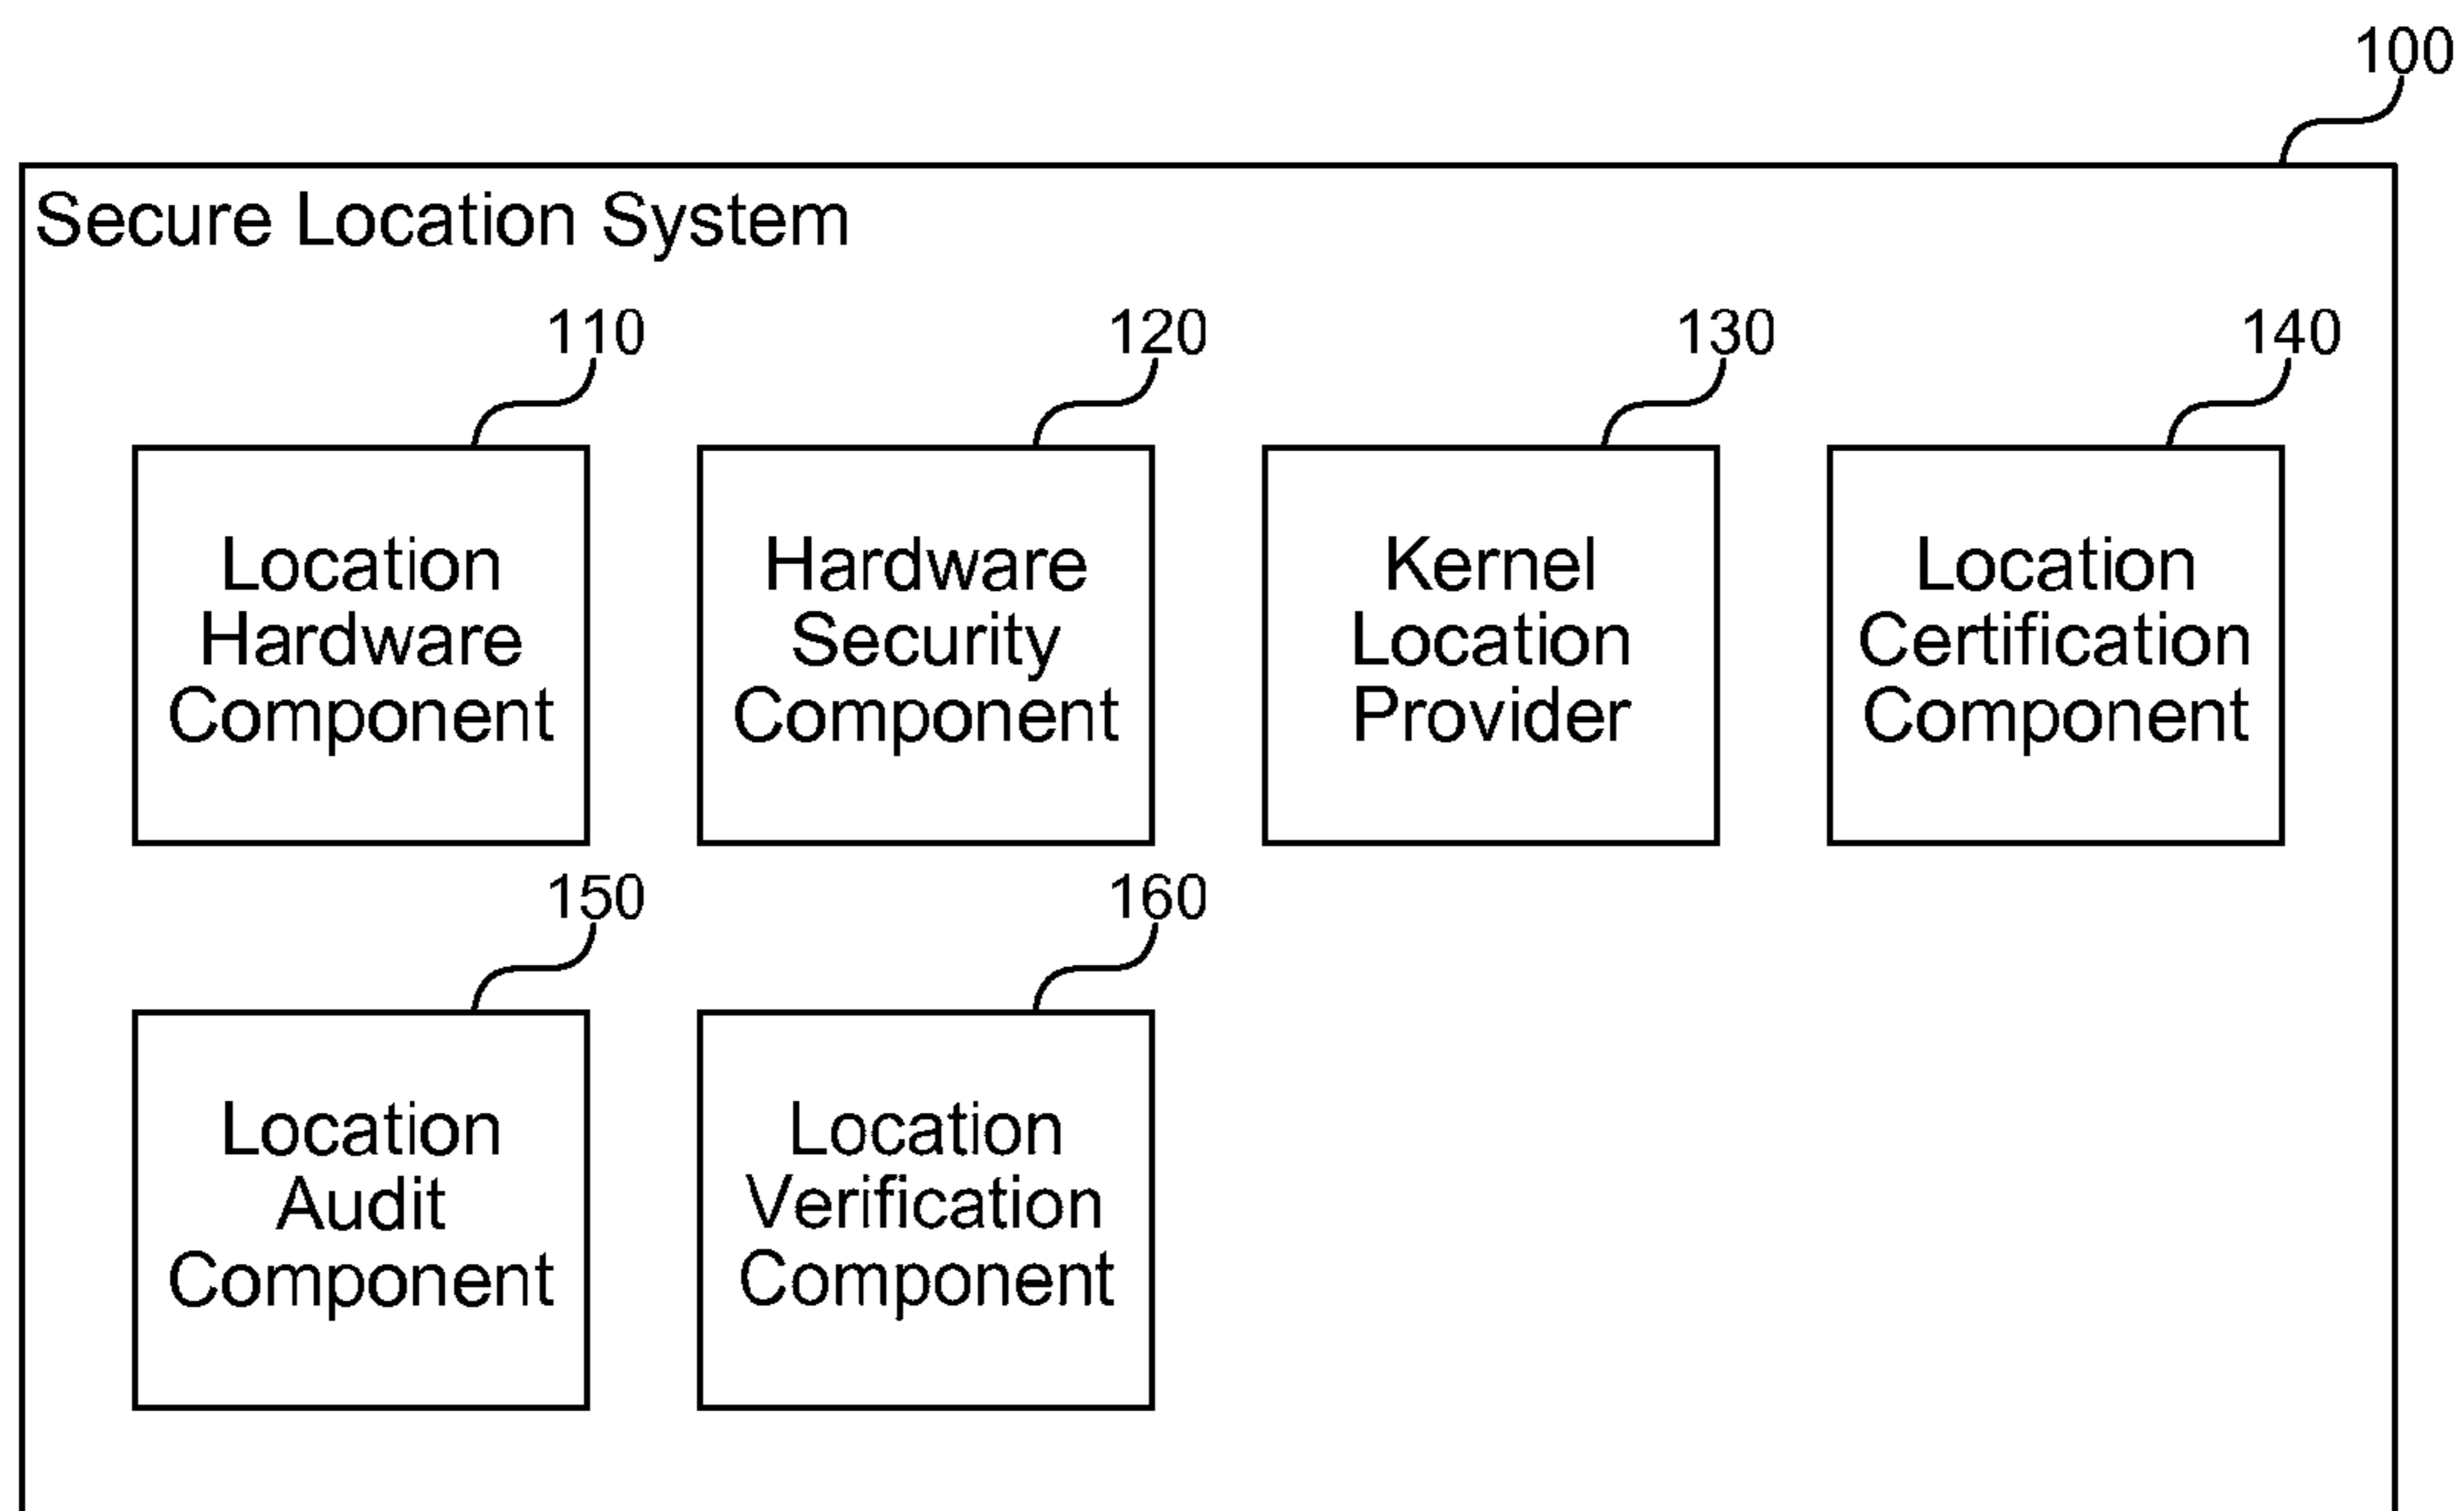 100
Secure Location System
110
Location
Hardware
Component
120
Hardware
Security
Component
130
Kernel
Location
Provider
140
Location
Certification
Component
150
Location
Audit
Component
160
Location
Verification
Component